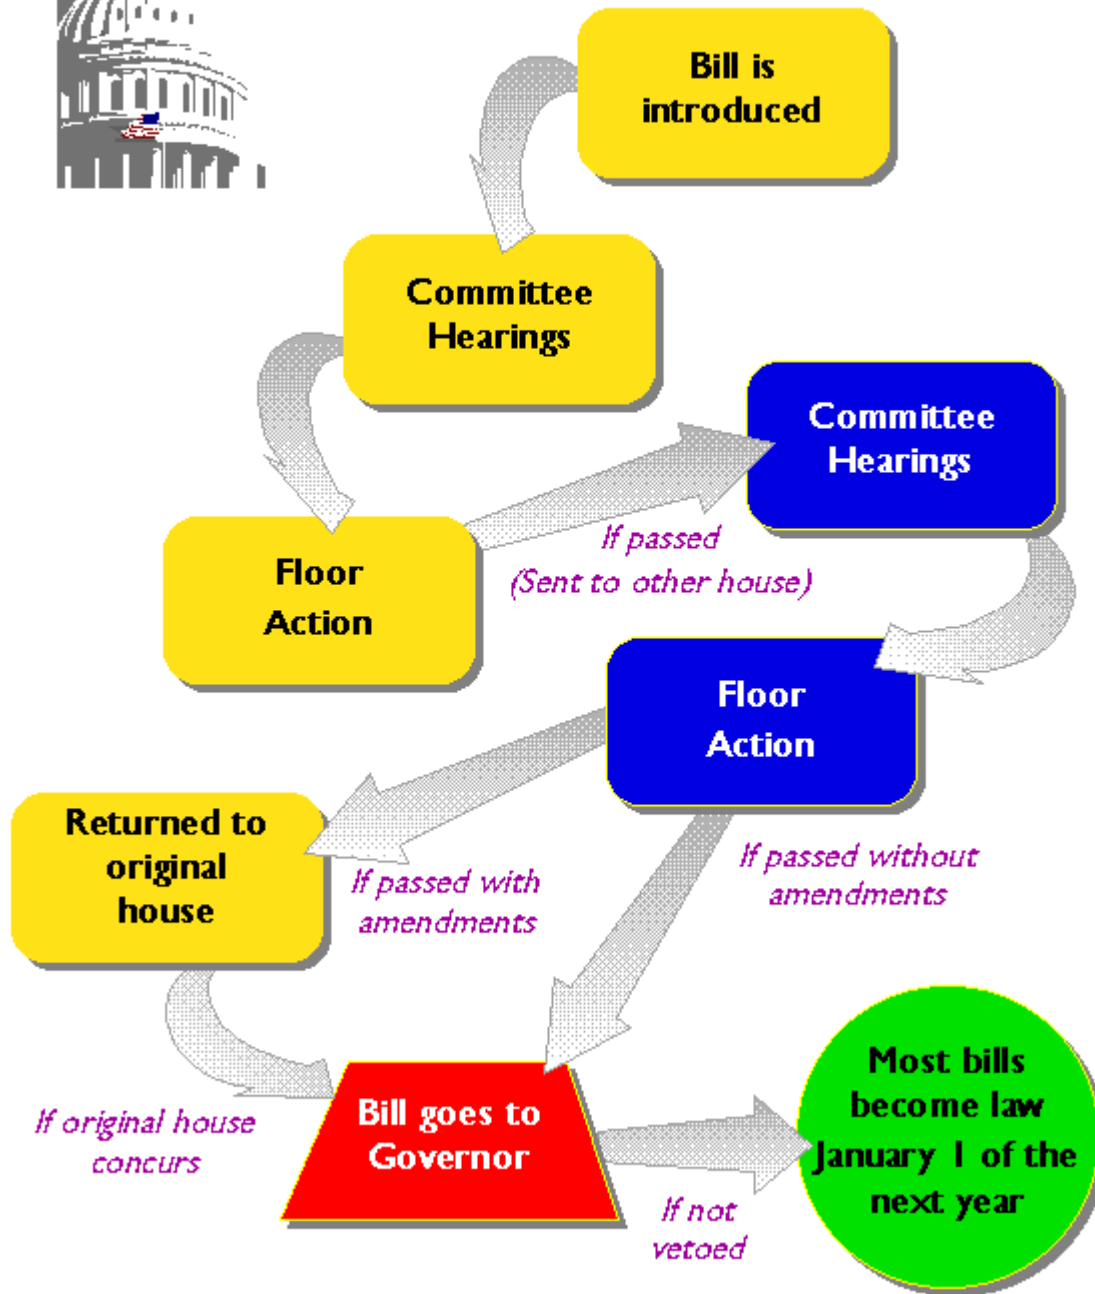 Bill is
introduced
Committee
Hearings
Committee
Hearings
If passed
(Sent to other house)
Floor
Action
Floor
Action
Returned to
original
house
If passed with
amendments
If passed without
amendments
If original house
concurs
Bill goes to
Governor
If not
vetoed
Most bills
become law
January 1 of the
next year